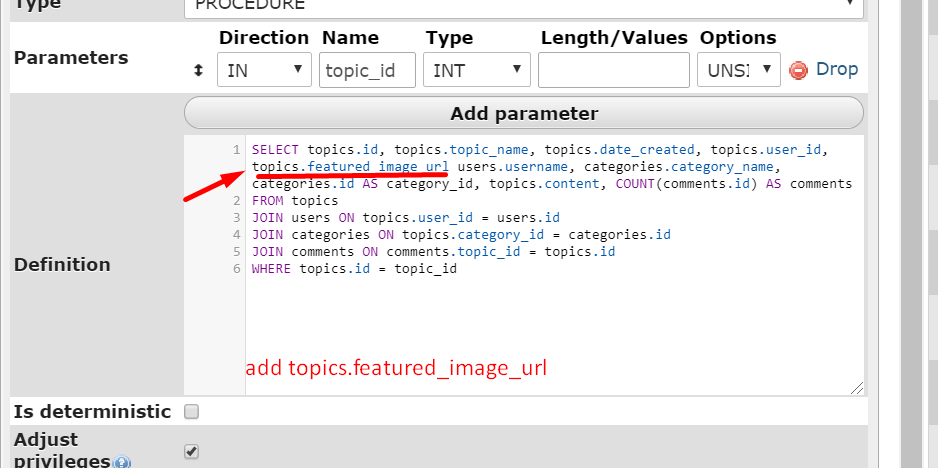 Type PROCEDURE
Direction Name Type Length/Values Options
Parameters
IN topic_id INT UNSI Drop
Add parameter
Definition
1 SELECT topics.id, topics.topic_name, topics.date_created, topics.user_id,
topics.featured_image_url users.username, categories.category_name,
categories.id AS category_id, topics.content, COUNT(comments.id) AS comments
2 FROM topics
3 JOIN users ON topics.user_id = users.id
4 JOIN categories ON topics.category_id = categories.id
5 JOIN comments ON comments.topic_id = topics.id
6 WHERE topics.id = topic_id
add topics.featured_image_url
Is deterministic
Adjust
privileges